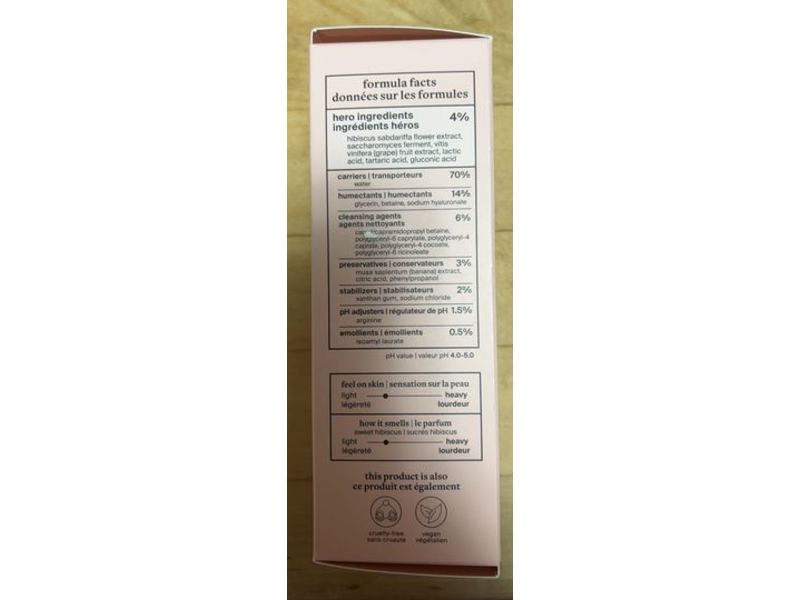 formula facts
données sur les formules
hero ingredients 4%
ingrédients héros
hibiscus sabdariffa flower extract,
saccharomyces ferment, vitis
vinifera (grape) fruit extract, lactic
acid, tartaric acid, gluconic acid
carriers | transporteurs 70%
water
humectants | humectants 14%
glycerin, betaine, sodium hyaluronate
cleansing agents 6%
agents nettoyants
betaine,
polyglyceryl-6 caprylate, polyglyceryl-4
caprate, polyglyceryl-4 cocoate,
polyglyceryl-6 ricinoleate
preservatives | conservateurs 3%
musa sapientum (banana) extract,
citric acid, phenylpropanol
stabilizers | stabilisateurs 2%
xanthan gum, sodium chloride
pH adjusters | régulateur de pH 1.5%
arginine
emollients | émollients 0.5%
isoamyl laurate
pH value | valeur pH 4.0-5.0
feel on skin | sensation sur la peau
light heavy
légèreté lourdeur
how it smells | le parfum
sweet hibiscus | sucrés hibiscus
light heavy
légèreté lourdeur
this product is also
ce produit est également
cruelty-free vegan
sans cruauté végétalien